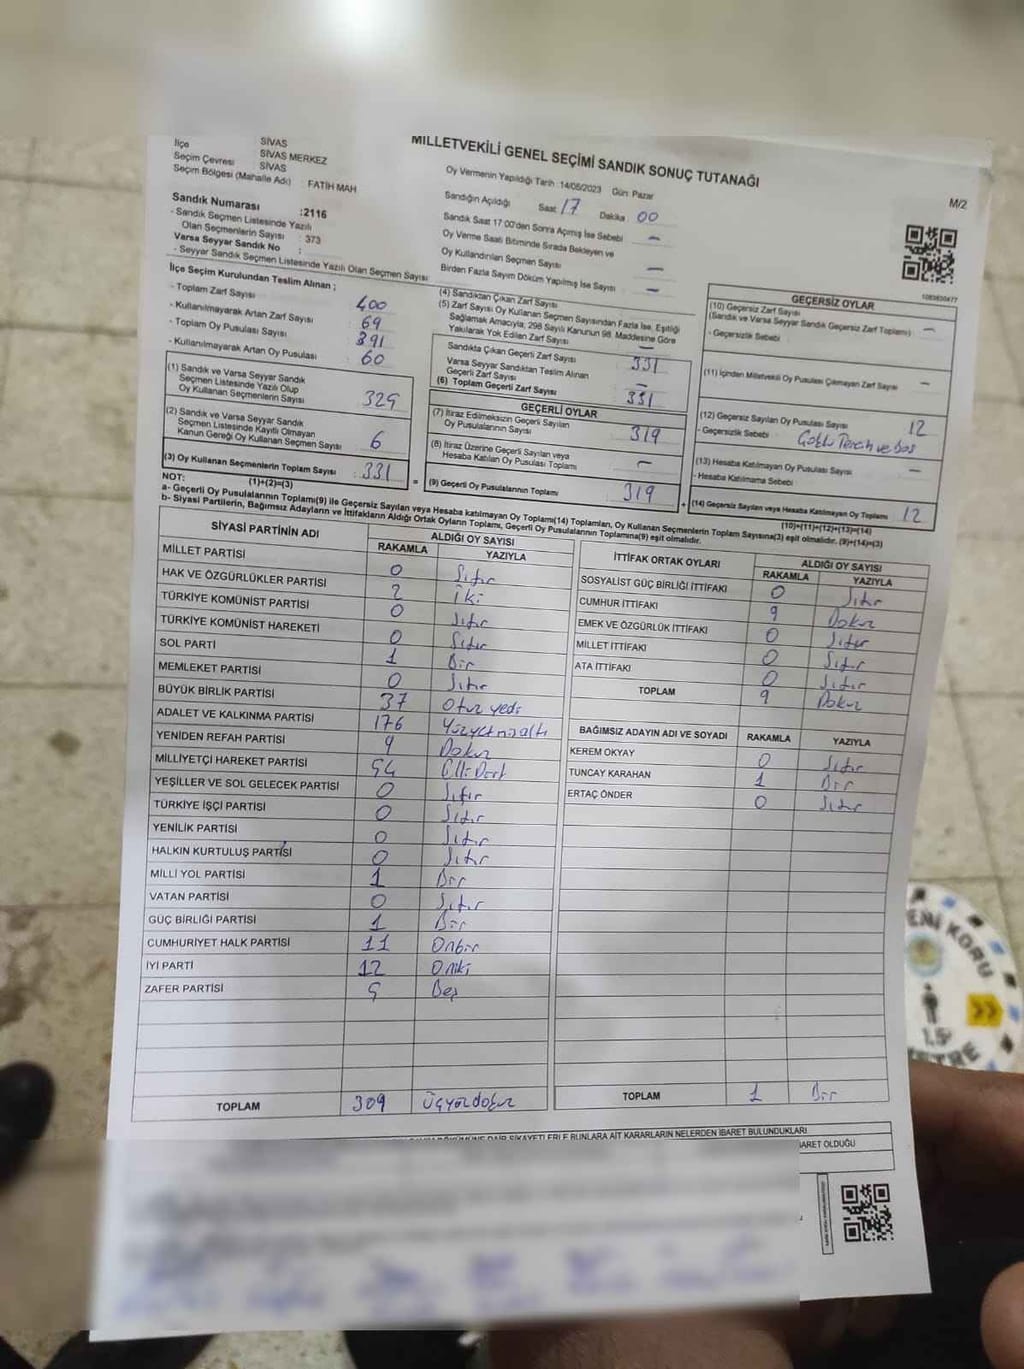 MİLLETVEKİLİ GENEL SEÇİMİ SANDIK SONUÇ TUTANAĞI
M/2
İlçe
SİVAS
SİVAS MERKEZ
Seçim Çevresi
SİVAS
Seçim Bölgesi (Mahalle Adı) : FATİH MAH
Sandık Numarası :2116
- Sandık Seçmen Listesinde Yazılı
Olan Seçmenlerin Sayısı : 373
Varsa Seyyar Sandık No :
- Seyyar Sandık Seçmen Listesinde Yazılı Olan Seçmen Sayısı
Oy Vermenin Yapıldığı Tarih : 14/05/2023 Gün: Pazar
Sandığın Açıldığı Saat 17 Dakika 00
Sandık Saat 17:00'den Sonra Açılmış İse Sebebi –
Oy Verme Saati Bitiminde Sırada Bekleyen ve
Oy Kullandırılan Seçmen Sayısı –
Birden Fazla Sayım Döküm Yapılmış İse Sayısı –
1083630477
İlçe Seçim Kurulundan Teslim Alınan ;
- Toplam Zarf Sayısı 400
- Kullanılmayarak Artan Zarf Sayısı 69
- Toplam Oy Pusulası Sayısı 391
- Kullanılmayarak Artan Oy Pusulası 60
(1) Sandık ve Varsa Seyyar Sandık
Seçmen Listesinde Yazılı Olup
Oy Kullanan Seçmenlerin Sayısı 325
(2) Sandık ve Varsa Seyyar Sandık
Seçmen Listesinde Kayıtlı Olmayan
Kanun Gereği Oy Kullanan Seçmen Sayısı 6
(3) Oy Kullanan Seçmenlerin Toplam Sayısı 331
(1)+(2)=(3)
(4) Sandıktan Çıkan Zarf Sayısı
(5) Zarf Sayısı Oy Kullanan Seçmen Sayısından Fazla İse, Eşitliği
Sağlamak Amacıyla, 298 Sayılı Kanunun 98. Maddesine Göre
Yakılarak Yok Edilen Zarf Sayısı –
Sandıkta Çıkan Geçerli Zarf Sayısı 331
Varsa Seyyar Sandıktan Teslim Alınan
Geçerli Zarf Sayısı –
(6) Toplam Geçerli Zarf Sayısı 331
GEÇERLİ OYLAR
(7) İtiraz Edilmeksizin Geçerli Sayılan
Oy Pusulalarının Sayısı 319
(8) İtiraz Üzerine Geçerli Sayılan veya
Hesaba Katılan Oy Pusulası Toplamı –
(9) Geçerli Oy Pusulalarının Toplamı 319
GEÇERSİZ OYLAR
(10) Geçersiz Zarf Sayısı
(Sandık ve Varsa Seyyar Sandık Geçersiz Zarf Toplamı) –
- Geçersizlik Sebebi
(11) İçinden Milletvekili Oy Pusulası Çıkmayan Zarf Sayısı –
(12) Geçersiz Sayılan Oy Pusulası Sayısı 12
- Geçersizlik Sebebi Çoklu Tercih ve Boş
(13) Hesaba Katılmayan Oy Pusulası Sayısı –
- Hesaba Katılmama Sebebi
(14) Geçersiz Sayılan veya Hesaba Katılmayan Oy Toplamı 12
(10)+(11)+(12)+(13)=(14)
NOT:
a- Geçerli Oy Pusulalarının Toplamı(9) ile Geçersiz Sayılan veya Hesaba katılmayan Oy Toplamı(14) Toplamları, Oy Kullanan Seçmenlerin Toplam Sayısına(3) eşit olmalıdır. (9)+(14)=(3)
b- Siyasi Partilerin, Bağımsız Adayların ve İttifakların Aldığı Ortak Oyların Toplamı, Geçerli Oy Pusulalarının Toplamına(9) eşit olmalıdır.
SİYASİ PARTİNİN ADI ALDIĞI OY SAYISI
RAKAMLA YAZIYLA
MİLLET PARTİSİ 0 Sıfır
HAK VE ÖZGÜRLÜKLER PARTİSİ 2 İki
TÜRKİYE KOMÜNİST PARTİSİ 0 Sıfır
TÜRKİYE KOMÜNİST HAREKETİ 0 Sıfır
SOL PARTİ 1 Bir
MEMLEKET PARTİSİ 0 Sıfır
BÜYÜK BİRLİK PARTİSİ 37 Otuz yedi
ADALET VE KALKINMA PARTİSİ 176 Yüzyetmişaltı
YENİDEN REFAH PARTİSİ 9 Dokuz
MİLLİYETÇİ HAREKET PARTİSİ 54 Elli Dört
YEŞİLLER VE SOL GELECEK PARTİSİ 0 Sıfır
TÜRKİYE İŞÇİ PARTİSİ 0 Sıfır
YENİLİK PARTİSİ 0 Sıfır
HALKIN KURTULUŞ PARTİSİ 0 Sıfır
MİLLİ YOL PARTİSİ 1 Bir
VATAN PARTİSİ 0 Sıfır
GÜÇ BİRLİĞİ PARTİSİ 1 Bir
CUMHURİYET HALK PARTİSİ 11 Onbir
İYİ PARTİ 12 Oniki
ZAFER PARTİSİ 5 Beş
TOPLAM 309 Üçyüzdokuz
İTTİFAK ORTAK OYLARI ALDIĞI OY SAYISI
RAKAMLA YAZIYLA
SOSYALİST GÜÇ BİRLİĞİ İTTİFAKI 0 Sıfır
CUMHUR İTTİFAKI 9 Dokuz
EMEK VE ÖZGÜRLÜK İTTİFAKI 0 Sıfır
MİLLET İTTİFAKI 0 Sıfır
ATA İTTİFAKI 0 Sıfır
TOPLAM 9 Dokuz
BAĞIMSIZ ADAYIN ADI VE SOYADI RAKAMLA YAZIYLA
KEREM OKYAY 0 Sıfır
TUNCAY KARAHAN 1 Bir
ERTAÇ ÖNDER 0 Sıfır
TOPLAM 1 Bir
DÖKÜMÜNE DAİR ŞİKAYETLERLE BUNLARA AİT KARARLARIN NELERDEN İBARET BULUNDUKLARI
İBARET OLDUĞU
YENİ KORU
1,5
METRE